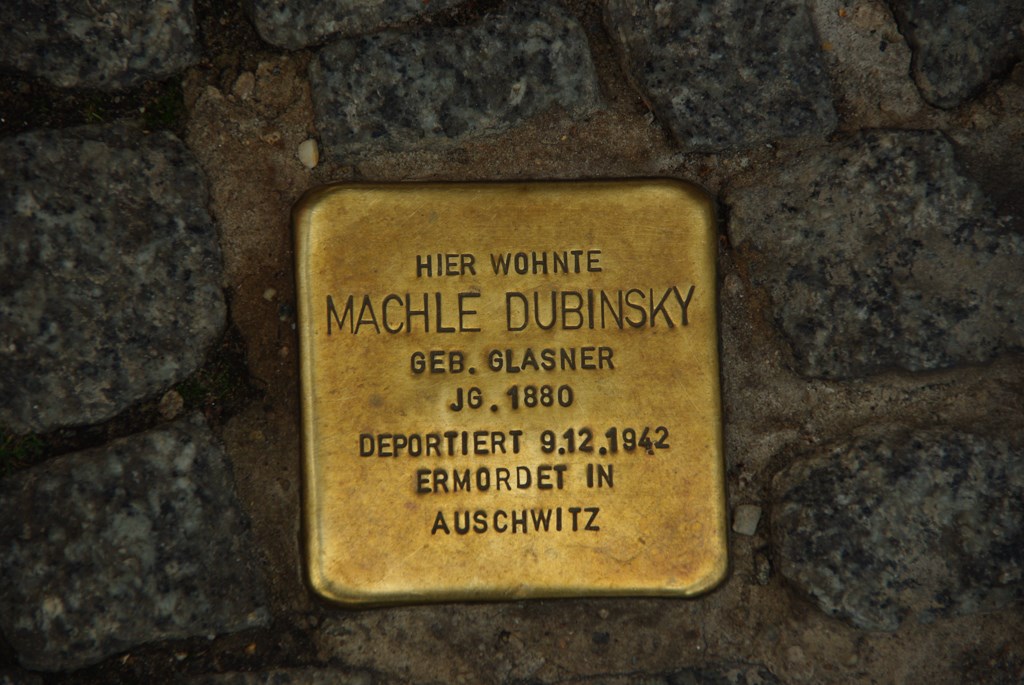 HIER WOHNTE
MACHLE DUBINSKY
GEB. GLASNER
JG. 1880
DEPORTIERT 9.12.1942
ERMORDET IN
AUSCHWITZ